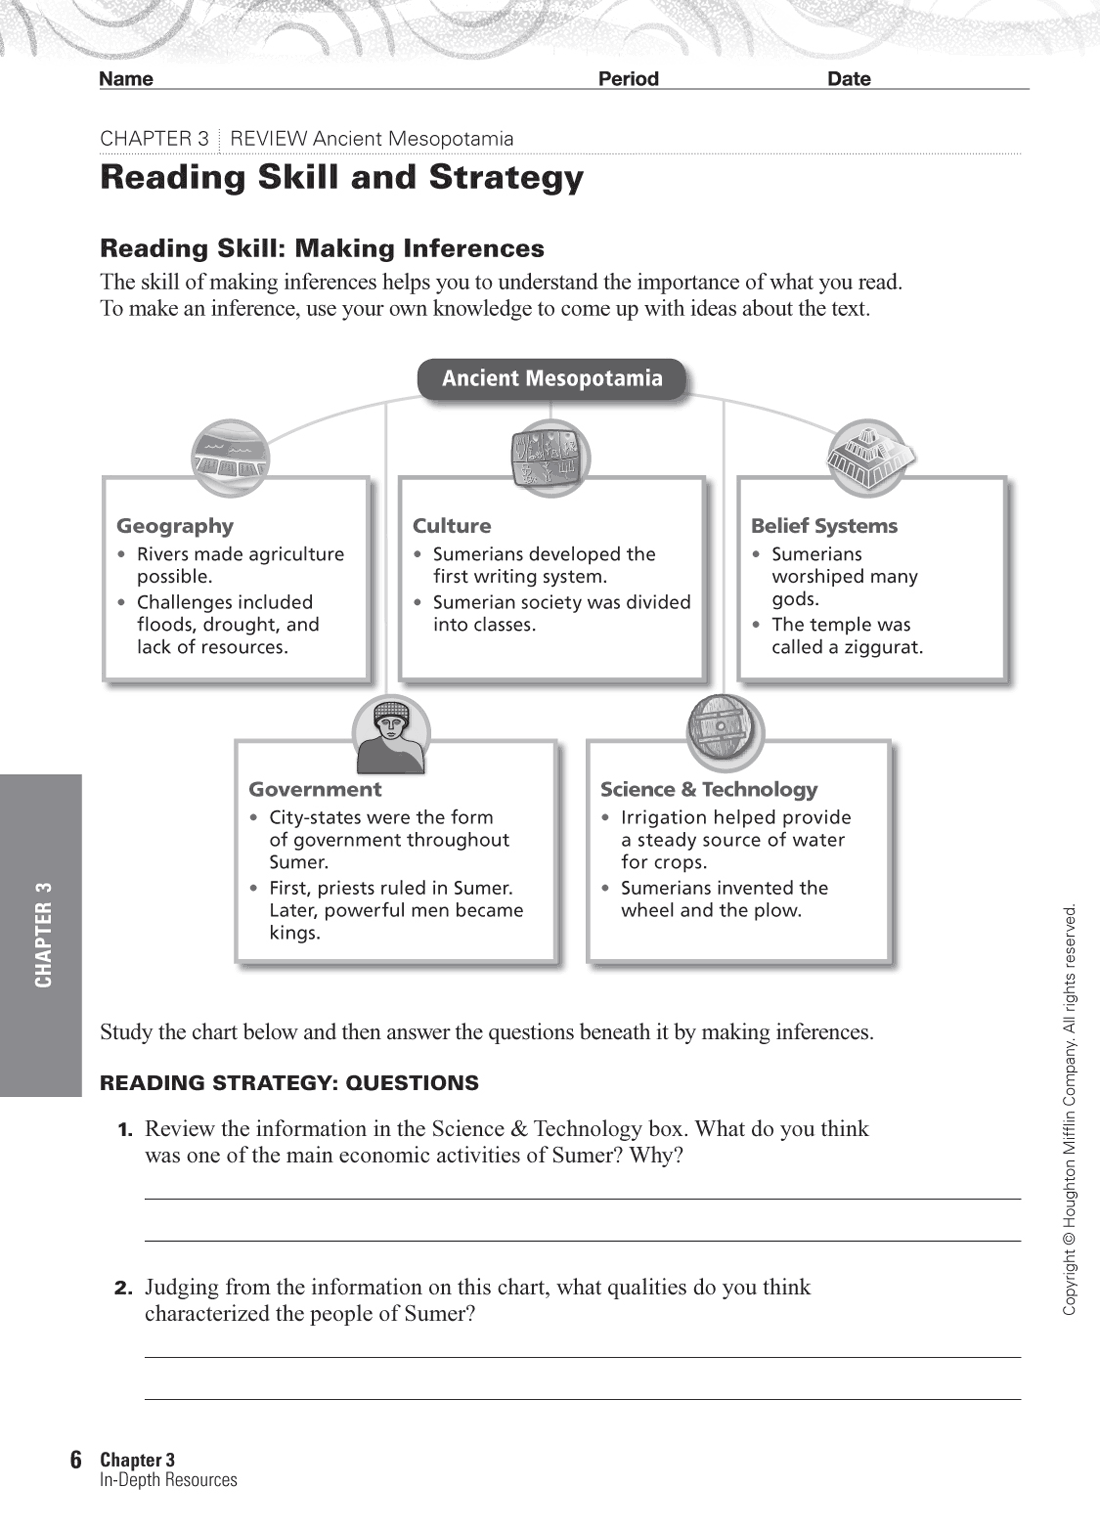 Name Period Date
CHAPTER 3 REVIEW Ancient Mesopotamia
Reading Skill and Strategy
Reading Skill: Making Inferences
The skill of making inferences helps you to understand the importance of what you read.
To make an inference, use your own knowledge to come up with ideas about the text.
Ancient Mesopotamia
Geography
• Rivers made agriculture
possible.
• Challenges included
floods, drought, and
lack of resources.
Culture
• Sumerians developed the
first writing system.
• Sumerian society was divided
into classes.
Belief Systems
• Sumerians
worshiped many
gods.
• The temple was
called a ziggurat.
Government
• City-states were the form
of government throughout
Sumer.
• First, priests ruled in Sumer.
Later, powerful men became
kings.
Science & Technology
• Irrigation helped provide
a steady source of water
for crops.
• Sumerians invented the
wheel and the plow.
CHAPTER 3
Study the chart below and then answer the questions beneath it by making inferences.
READING STRATEGY: QUESTIONS
1. Review the information in the Science & Technology box. What do you think
was one of the main economic activities of Sumer? Why?
2. Judging from the information on this chart, what qualities do you think
characterized the people of Sumer?
Copyright © Houghton Mifflin Company. All rights reserved.
6 Chapter 3
In-Depth Resources